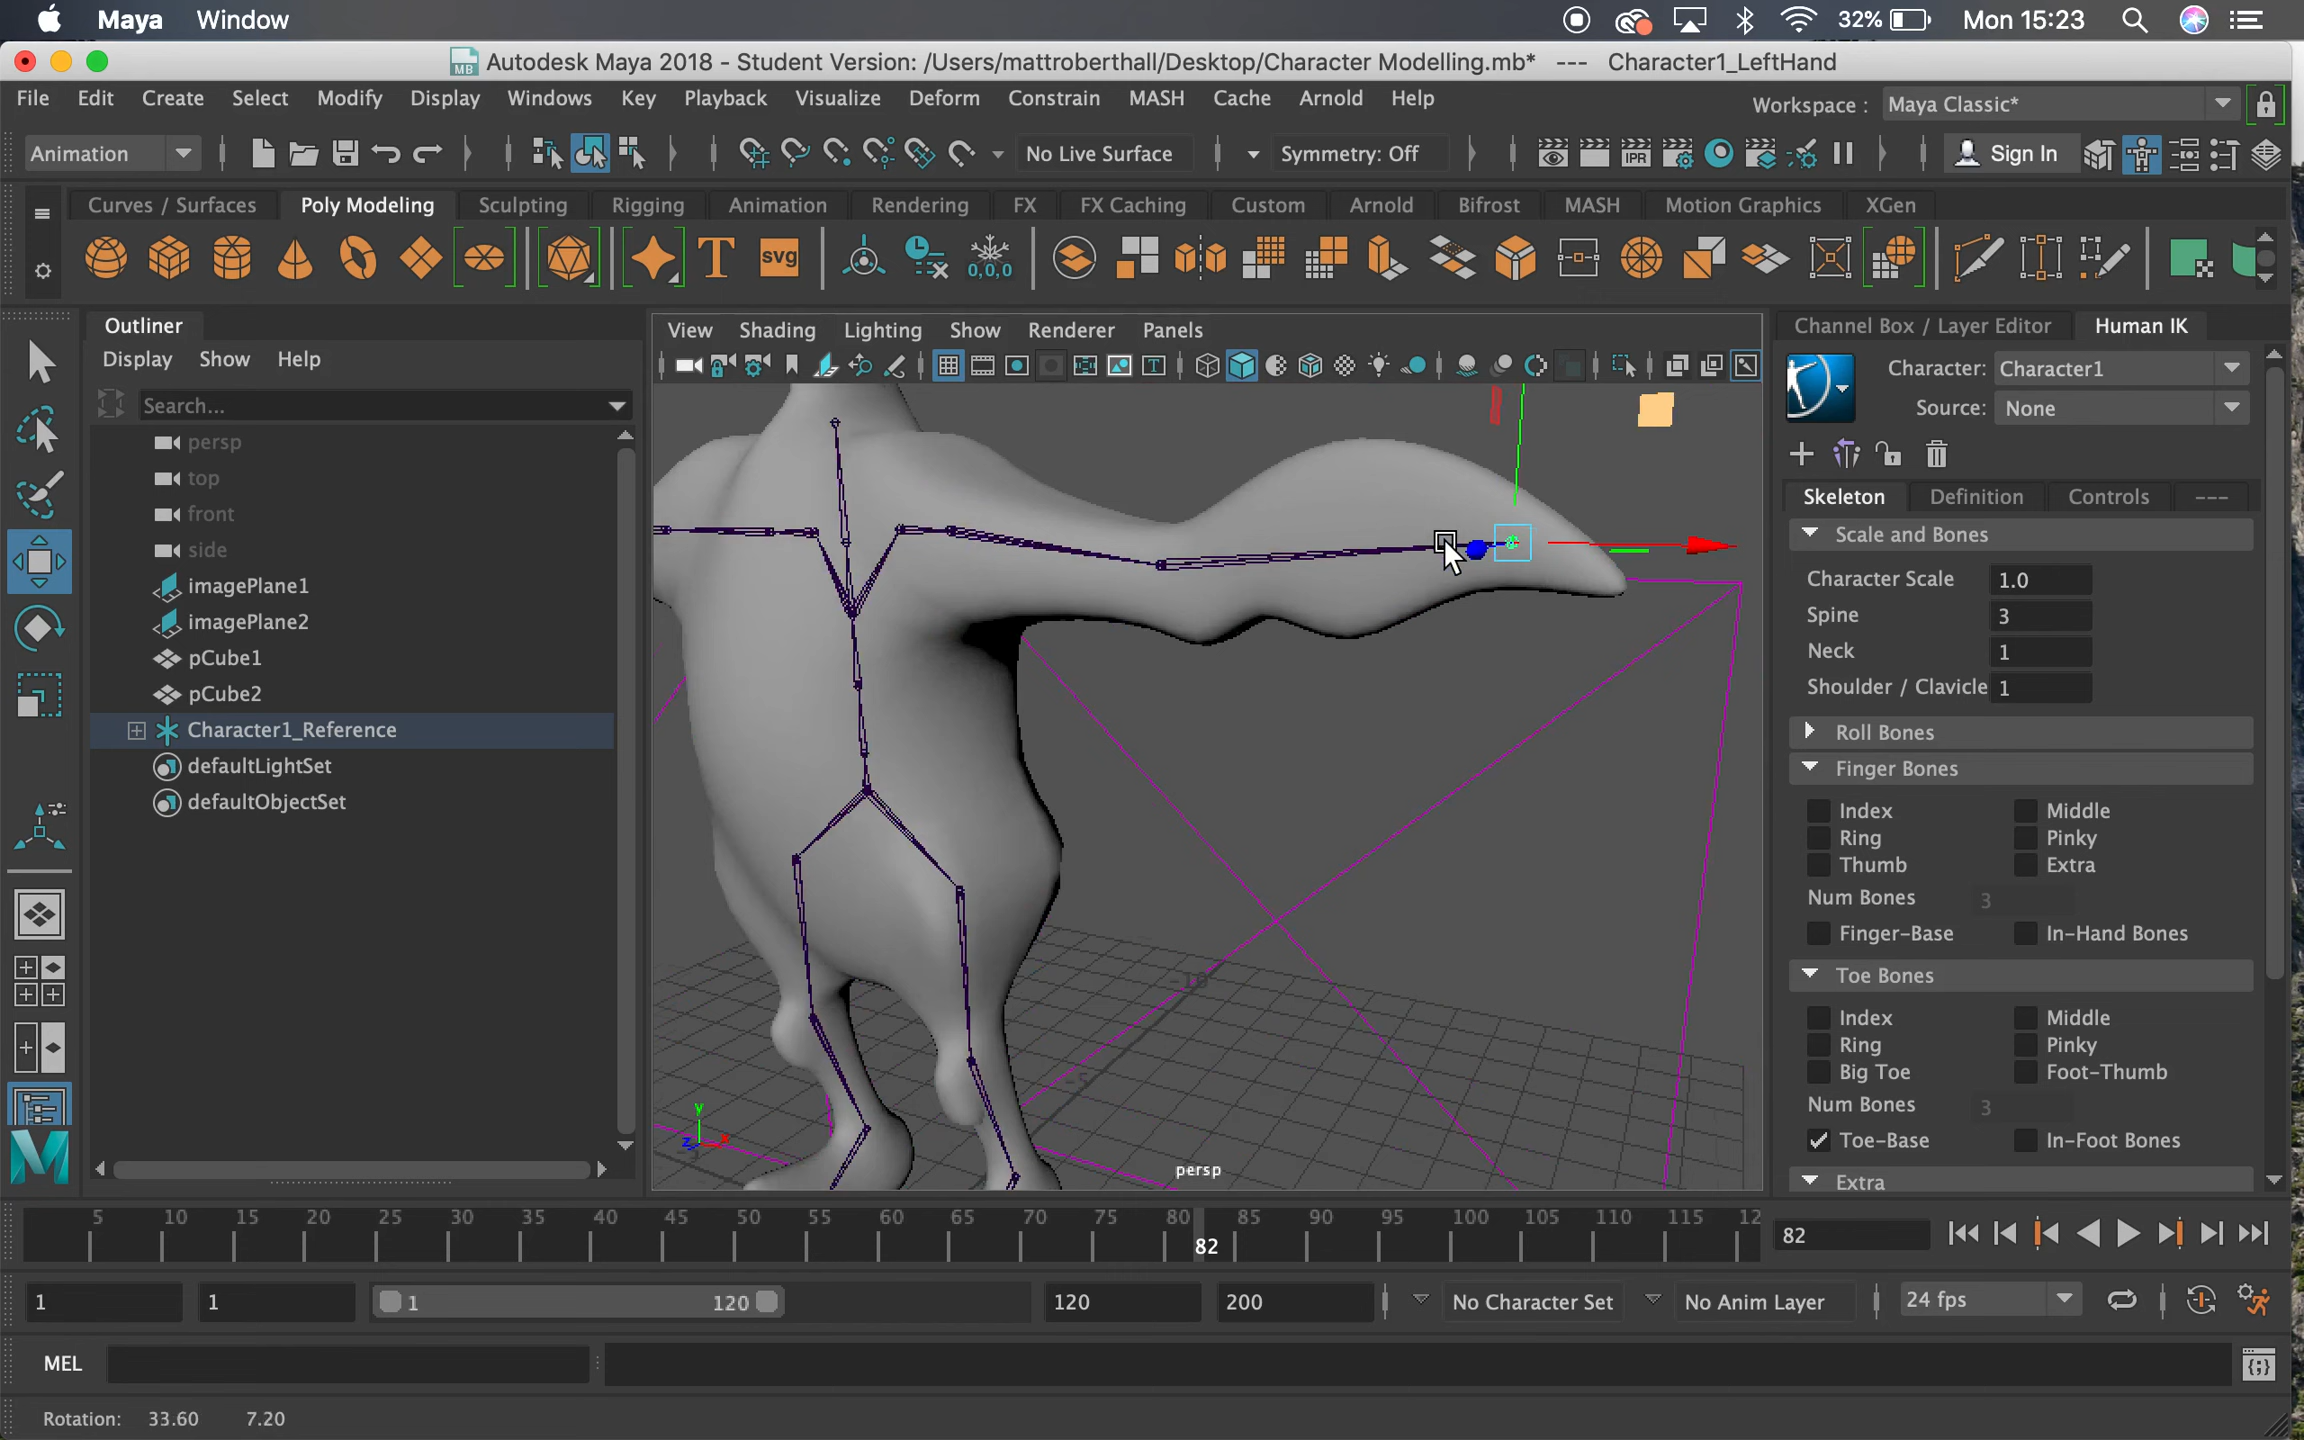 Maya Window 32% Mon 15:23
Autodesk Maya 2018 - Student Version: /Users/mattroberthall/Desktop/Character Modelling.mb* --- Character1_LeftHand
File Edit Create Select Modify Display Windows Key Playback Visualize Deform Constrain MASH Cache Arnold Help Workspace : Maya Classic*
Animation No Live Surface Symmetry: Off IPR Sign In
Curves / Surfaces Poly Modeling Sculpting Rigging Animation Rendering FX FX Caching Custom Arnold Bifrost MASH Motion Graphics XGen
T svg 0,0,0
Outliner
Display Show Help
Search...
persp
top
front
side
imagePlane1
imagePlane2
pCube1
pCube2
Character1_Reference
defaultLightSet
defaultObjectSet
View Shading Lighting Show Renderer Panels
-10
-5
y
z x
persp
Channel Box / Layer Editor Human IK
Character: Character1
Source: None
Skeleton Definition Controls ---
Scale and Bones
Character Scale 1.0
Spine 3
Neck 1
Shoulder / Clavicle 1
Roll Bones
Finger Bones
Index Middle
Ring Pinky
Thumb Extra
Num Bones 3
Finger-Base In-Hand Bones
Toe Bones
Index Middle
Ring Pinky
Big Toe Foot-Thumb
Num Bones 3
Toe-Base In-Foot Bones
Extra
5 10 15 20 25 30 35 40 45 50 55 60 65 70 75 80 85 90 95 100 105 110 115 12
82 82
1 1 1 120 120 200 No Character Set No Anim Layer 24 fps
MEL
Rotation: 33.60 7.20